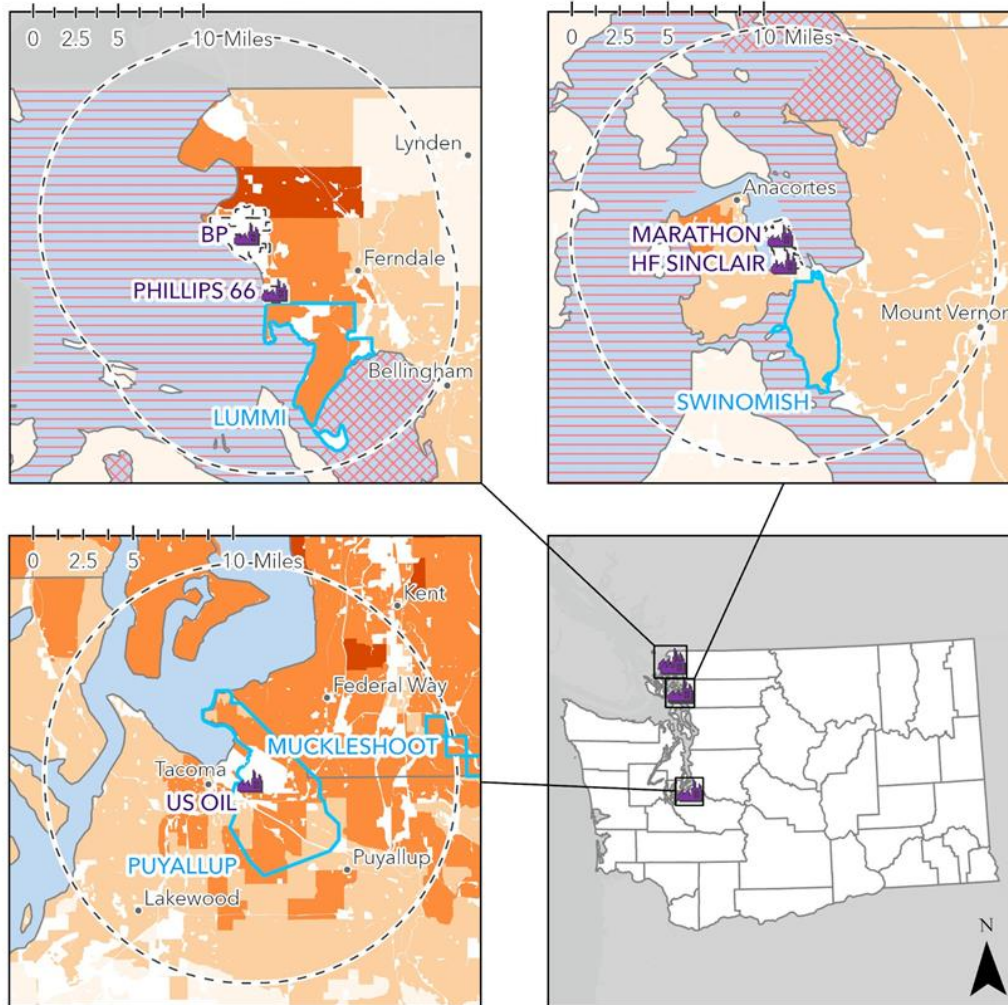 0 2.5 5 10 Miles
Lynden
BP
Ferndale
PHILLIPS 66
Bellingham
LUMMI
0 2.5 5 10 Miles
Anacortes
MARATHON
HF SINCLAIR
Mount Vernon
SWINOMISH
0 2.5 5 10 Miles
Kent
Federal Way
MUCKLESHOOT
Tacoma
US OIL
PUYALLUP
Puyallup
Lakewood
N